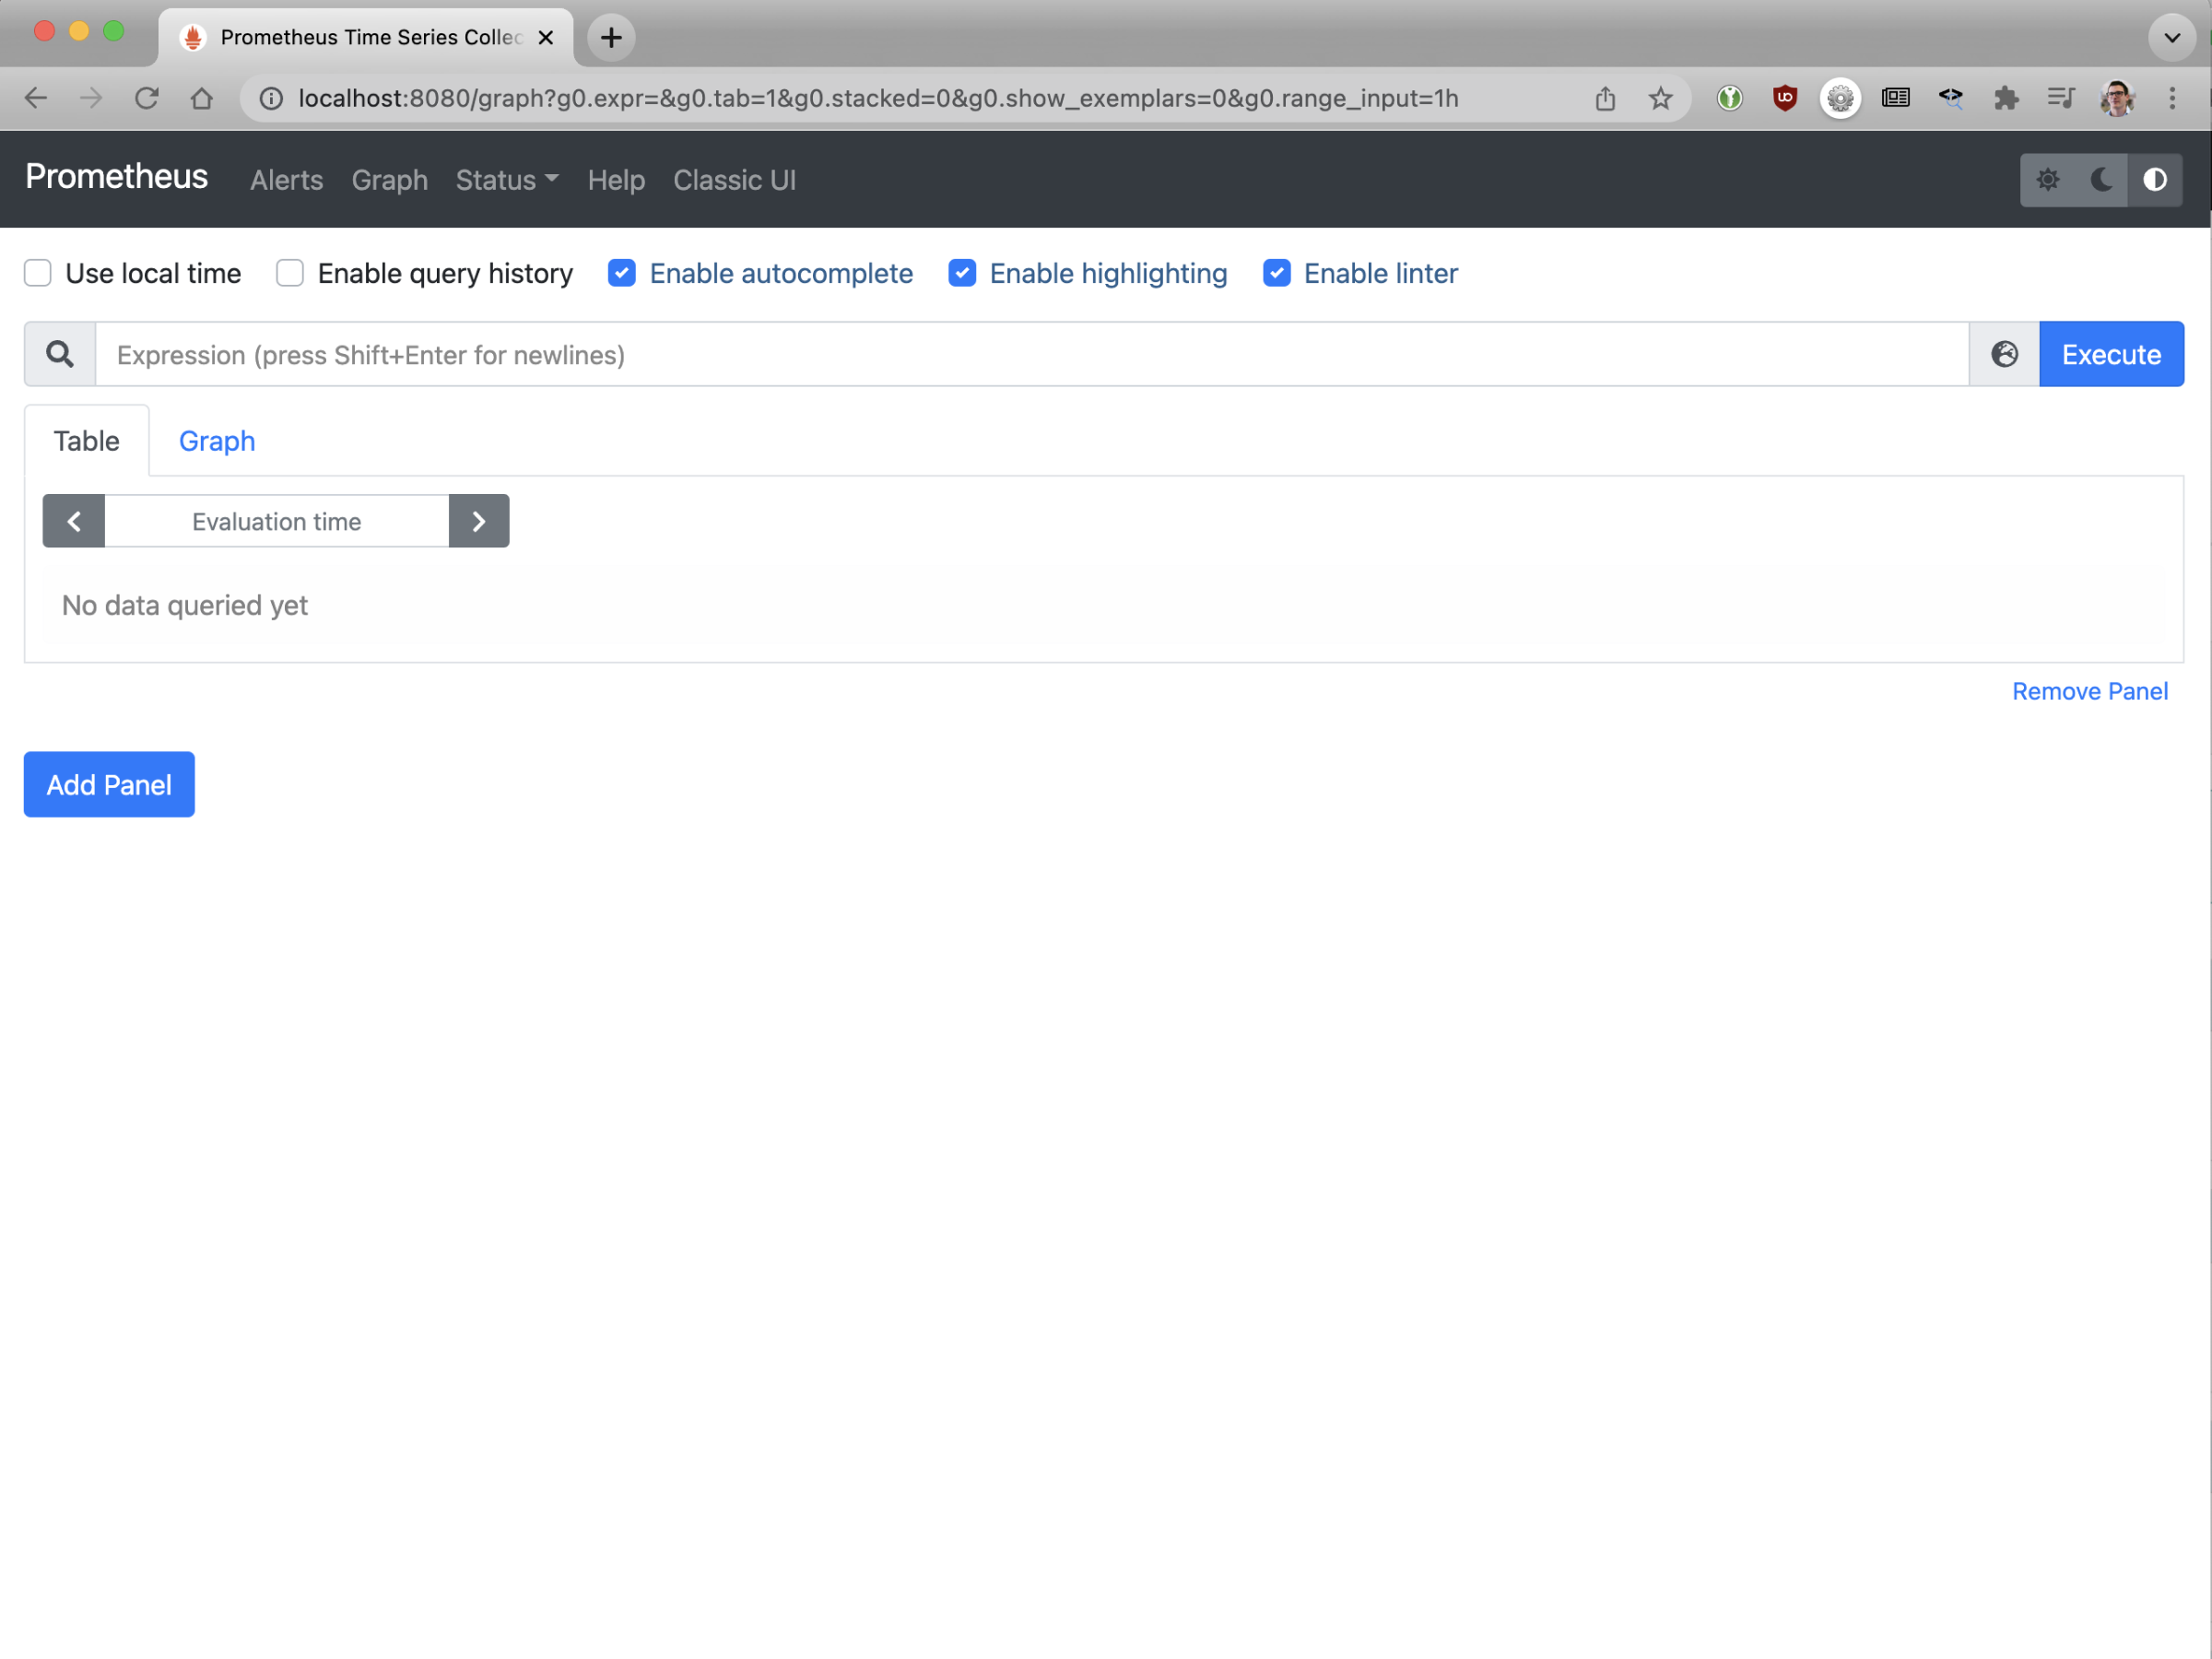 Prometheus Time Series Collec
localhost:8080/graph?g0.expr=&g0.tab=1&g0.stacked=0&g0.show_exemplars=0&g0.range_input=1h
Prometheus Alerts Graph Status Help Classic UI
Use local time Enable query history Enable autocomplete Enable highlighting Enable linter
Expression (press Shift+Enter for newlines) Execute
Table Graph
Evaluation time
No data queried yet
Remove Panel
Add Panel